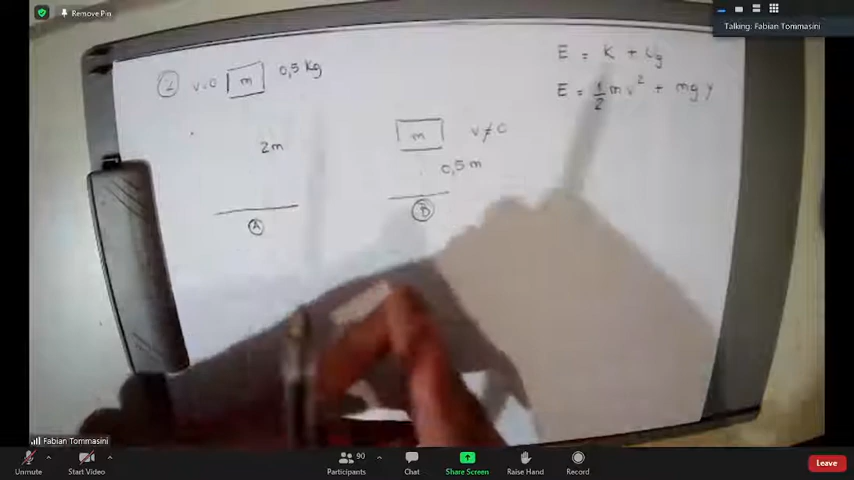 Remove Pin
Talking: Fabian Tommasini
② v=0 m 0,5 Kg
E = K + Ug
E = 1/2 m v² + mg y
2m
m v≠0
0,5 m
Ⓐ
Ⓑ
Fabian Tommasini
Unmute
Start Video
90
Participants
Chat
Share Screen
Raise Hand
Record
Leave